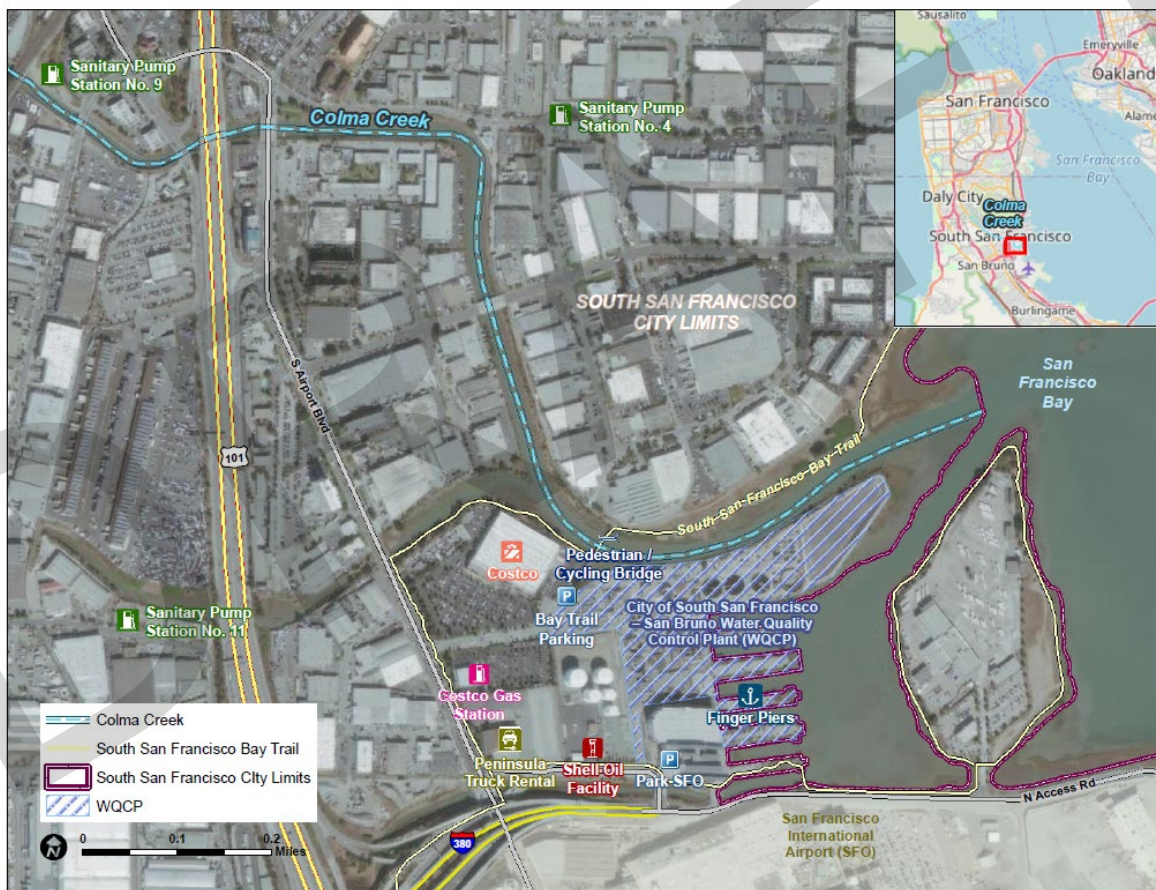 Sanitary Pump
Station No. 9
Colma Creek
Sanitary Pump
Station No. 4
Sausalito
Emeryville
Oakland
San Francisco
Alame
San Francisco
Bay
Daly City
Colma
Creek
South San Francisco
San Bruno
Burlingame
SOUTH SAN FRANCISCO
CITY LIMITS
San
Francisco
Bay
S Airport Blvd
101
South San Francisco Bay Trail
Costco
Pedestrian /
Cycling Bridge
P
Bay Trail
Parking
City of South San Francisco
– San Bruno Water Quality
Control Plant (WQCP)
Sanitary Pump
Station No. 11
Costco Gas
Station
Finger Piers
Peninsula
Truck Rental
Shell Oil
Facility
P
Park-SFO
N Access Rd
San Francisco
International
Airport (SFO)
380
Colma Creek
South San Francisco Bay Trail
South San Francisco City Limits
WQCP
0 0.1 0.2
Miles